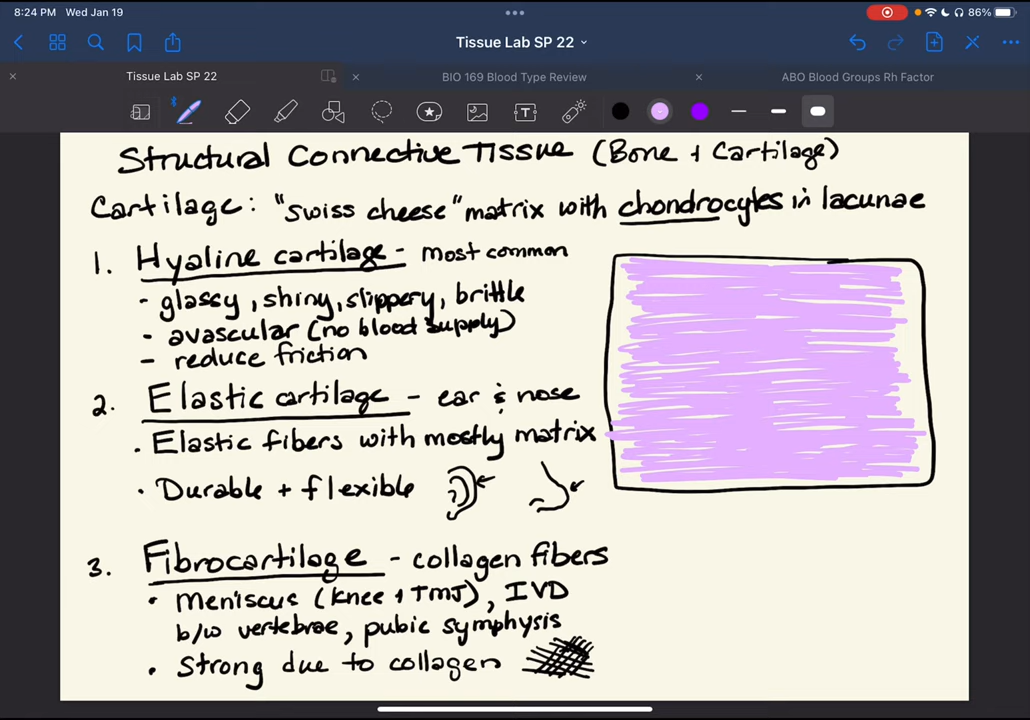 8:24 PM Wed Jan 19
86%
Tissue Lab SP 22
Tissue Lab SP 22
BIO 169 Blood Type Review
ABO Blood Groups Rh Factor
Structural Connective Tissue (Bone + Cartilage)
Cartilage: "swiss cheese" matrix with chondrocytes in lacunae
1. Hyaline cartilage - most common
- glassy, shiny, slippery, brittle
- avascular (no blood supply)
- reduce friction
2. Elastic cartilage - ear & nose
· Elastic fibers with mostly matrix
· Durable + flexible
3. Fibrocartilage - collagen fibers
· Meniscus (knee + TMJ), IVD
b/w vertebrae, pubic symphysis
· Strong due to collagen